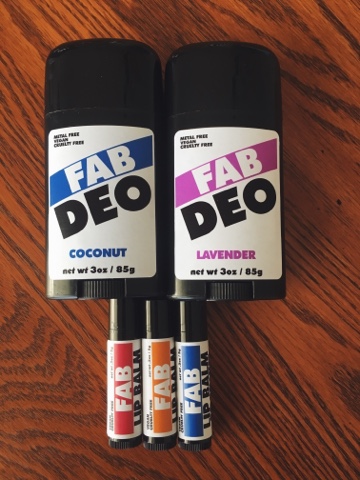 METAL FREE
VEGAN
CRUELTY FREE
FAB
DEO
COCONUT
net wt 3oz / 85g
METAL FREE
VEGAN
CRUELTY FREE
FAB
DEO
LAVENDER
net wt 3oz / 85g
FAB
LIP BALM
FAB
LIP BALM
FAB
LIP BALM